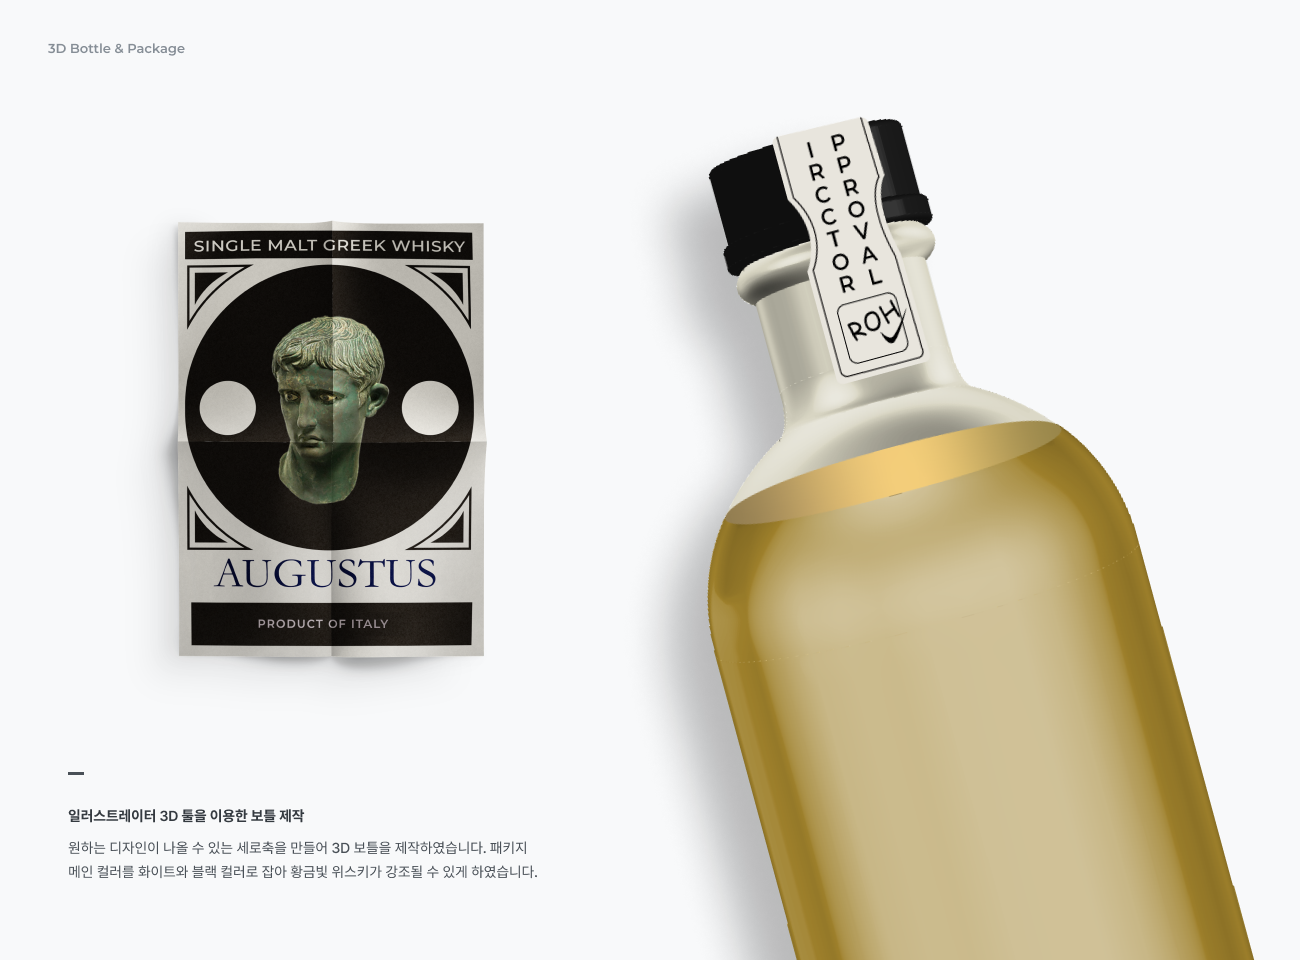 3D Bottle & Package
SINGLE MALT GREEK WHISKY
AUGUSTUS
PRODUCT OF ITALY
IRCCTOR
PPROVAL
ROH
일러스트레이터 3D 툴을 이용한 보틀 제작
원하는 디자인이 나올 수 있는 세로축을 만들어 3D 보틀을 제작하였습니다. 패키지
메인 컬러를 화이트와 블랙 컬러로 잡아 황금빛 위스키가 강조될 수 있게 하였습니다.